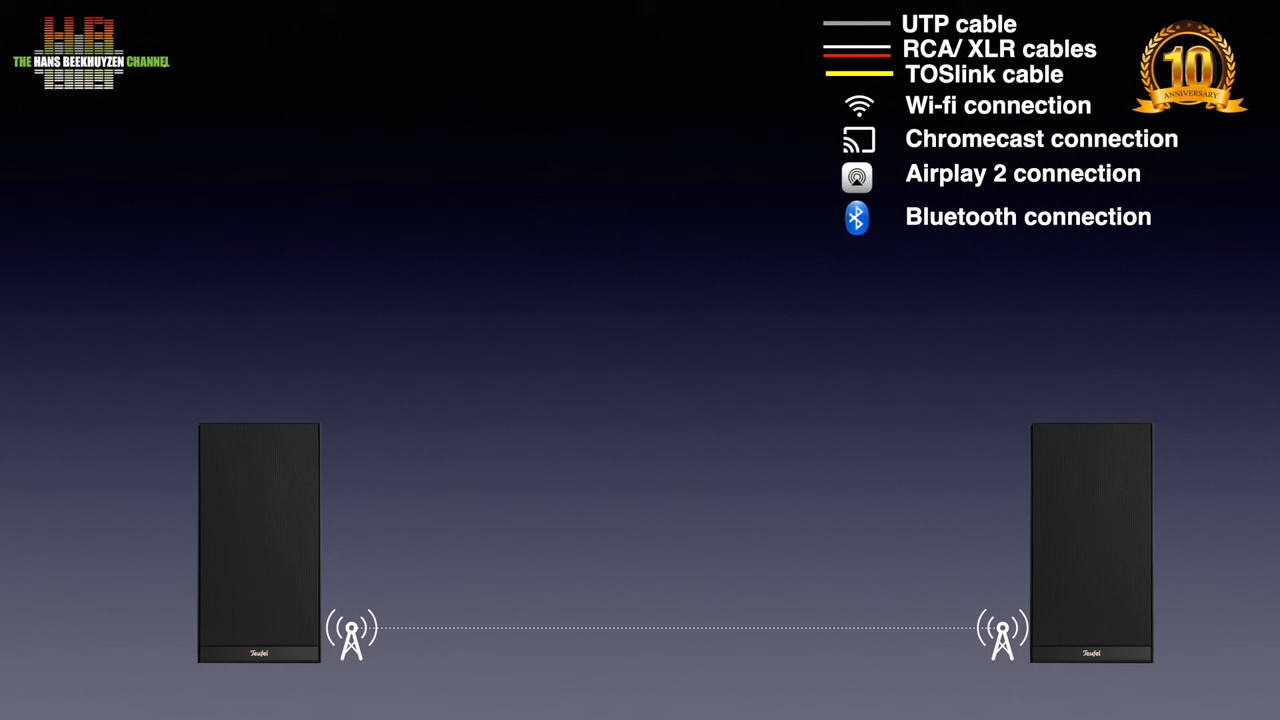 THE HANS BEEKHUYZEN CHANNEL
UTP cable
RCA/ XLR cables
TOSlink cable
Wi-fi connection
Chromecast connection
Airplay 2 connection
Bluetooth connection
10
ANNIVERSARY
Teufel
Teufel